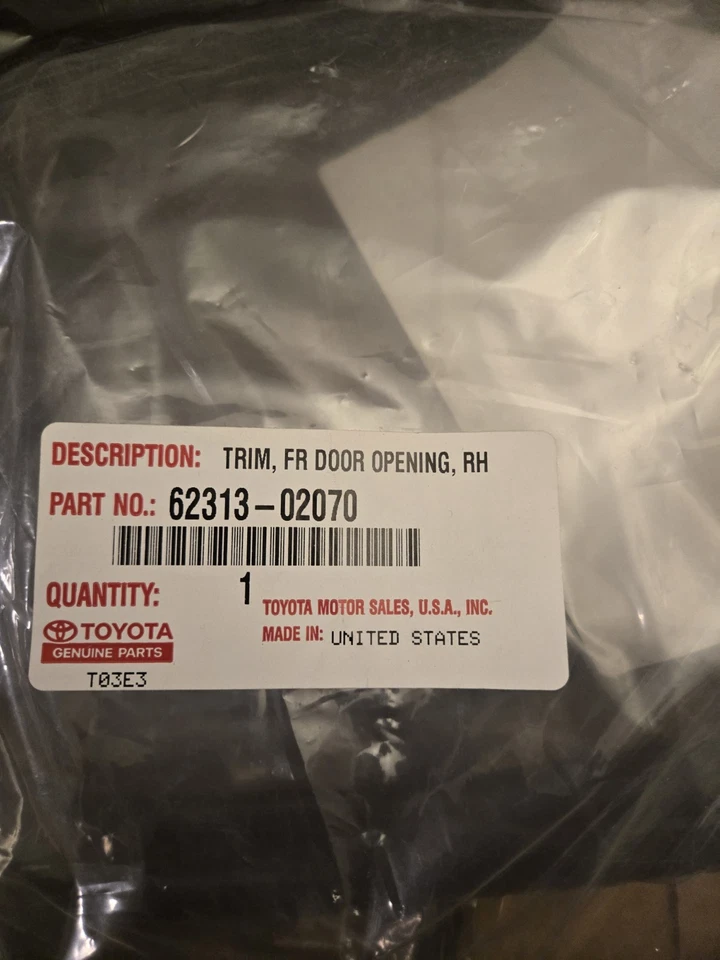 DESCRIPTION: TRIM, FR DOOR OPENING, RH
PART NO.: 62313-02070
QUANTITY: 1
TOYOTA MOTOR SALES, U.S.A., INC.
MADE IN: UNITED STATES
TOYOTA
GENUINE PARTS
T03E3